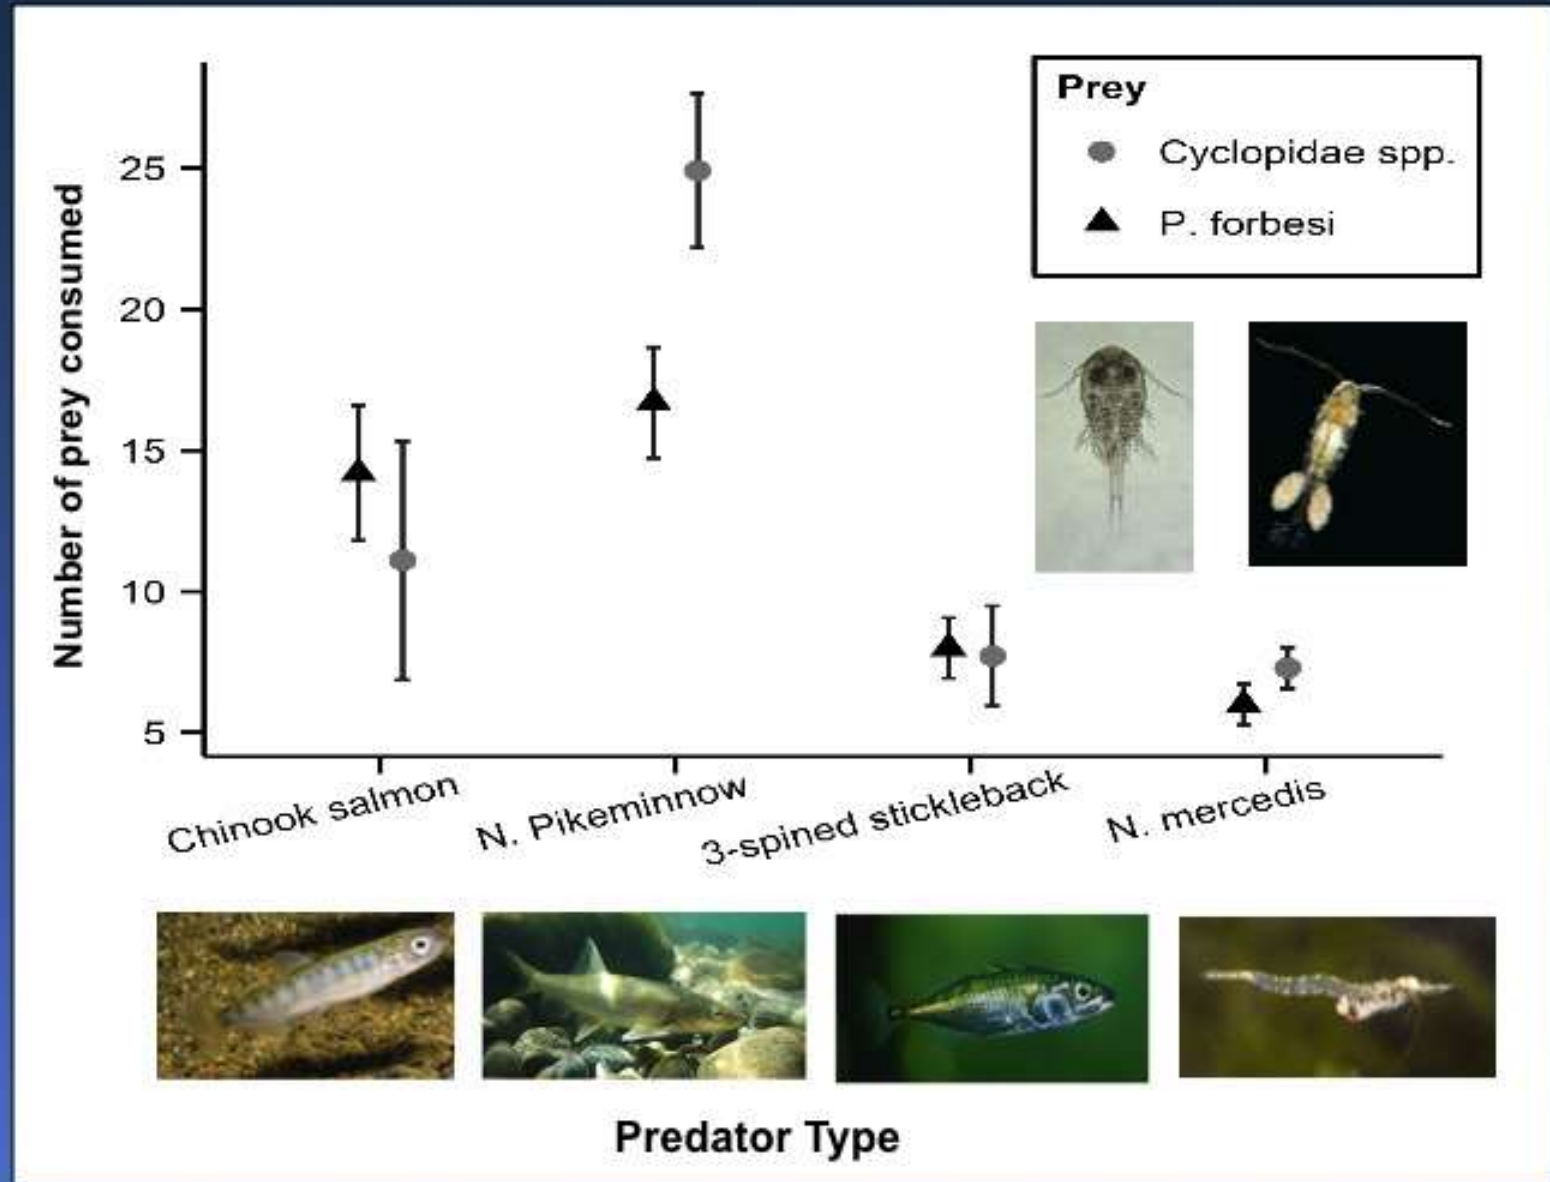 Number of prey consumed
25
20
15
10
5
Prey
Cyclopidae spp.
P. forbesi
Chinook salmon
N. Pikeminnow
3-spined stickleback
N. mercedis
Predator Type